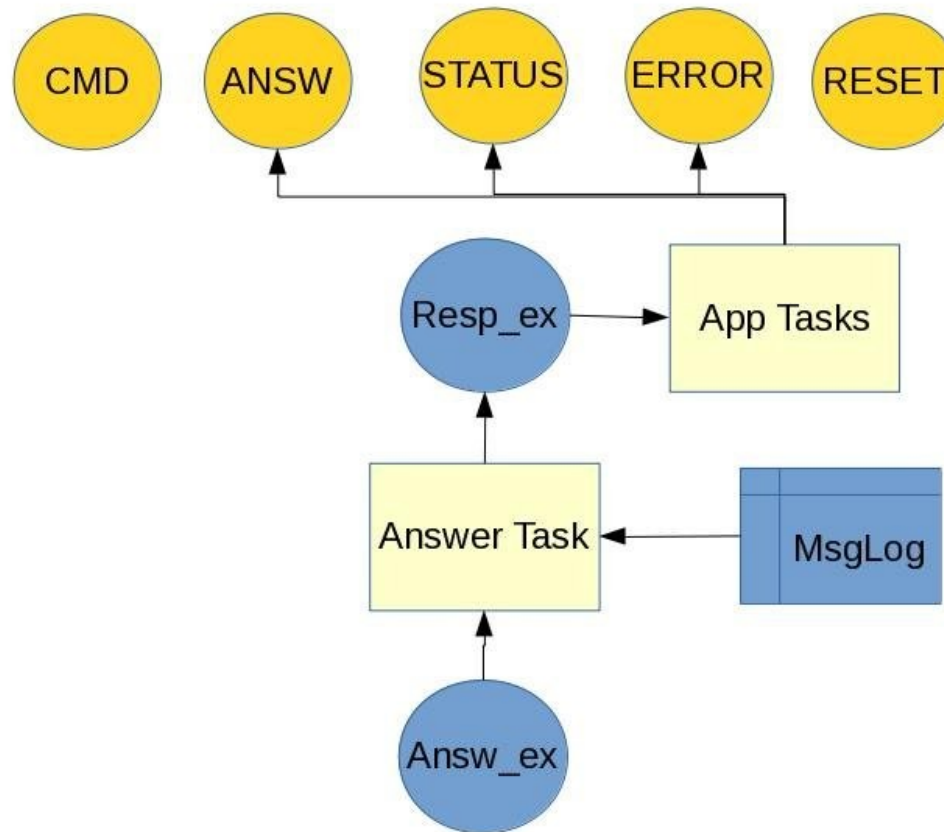 CMD
ANSW
STATUS
ERROR
RESET
Resp_ex
App Tasks
Answer Task
MsgLog
Answ_ex